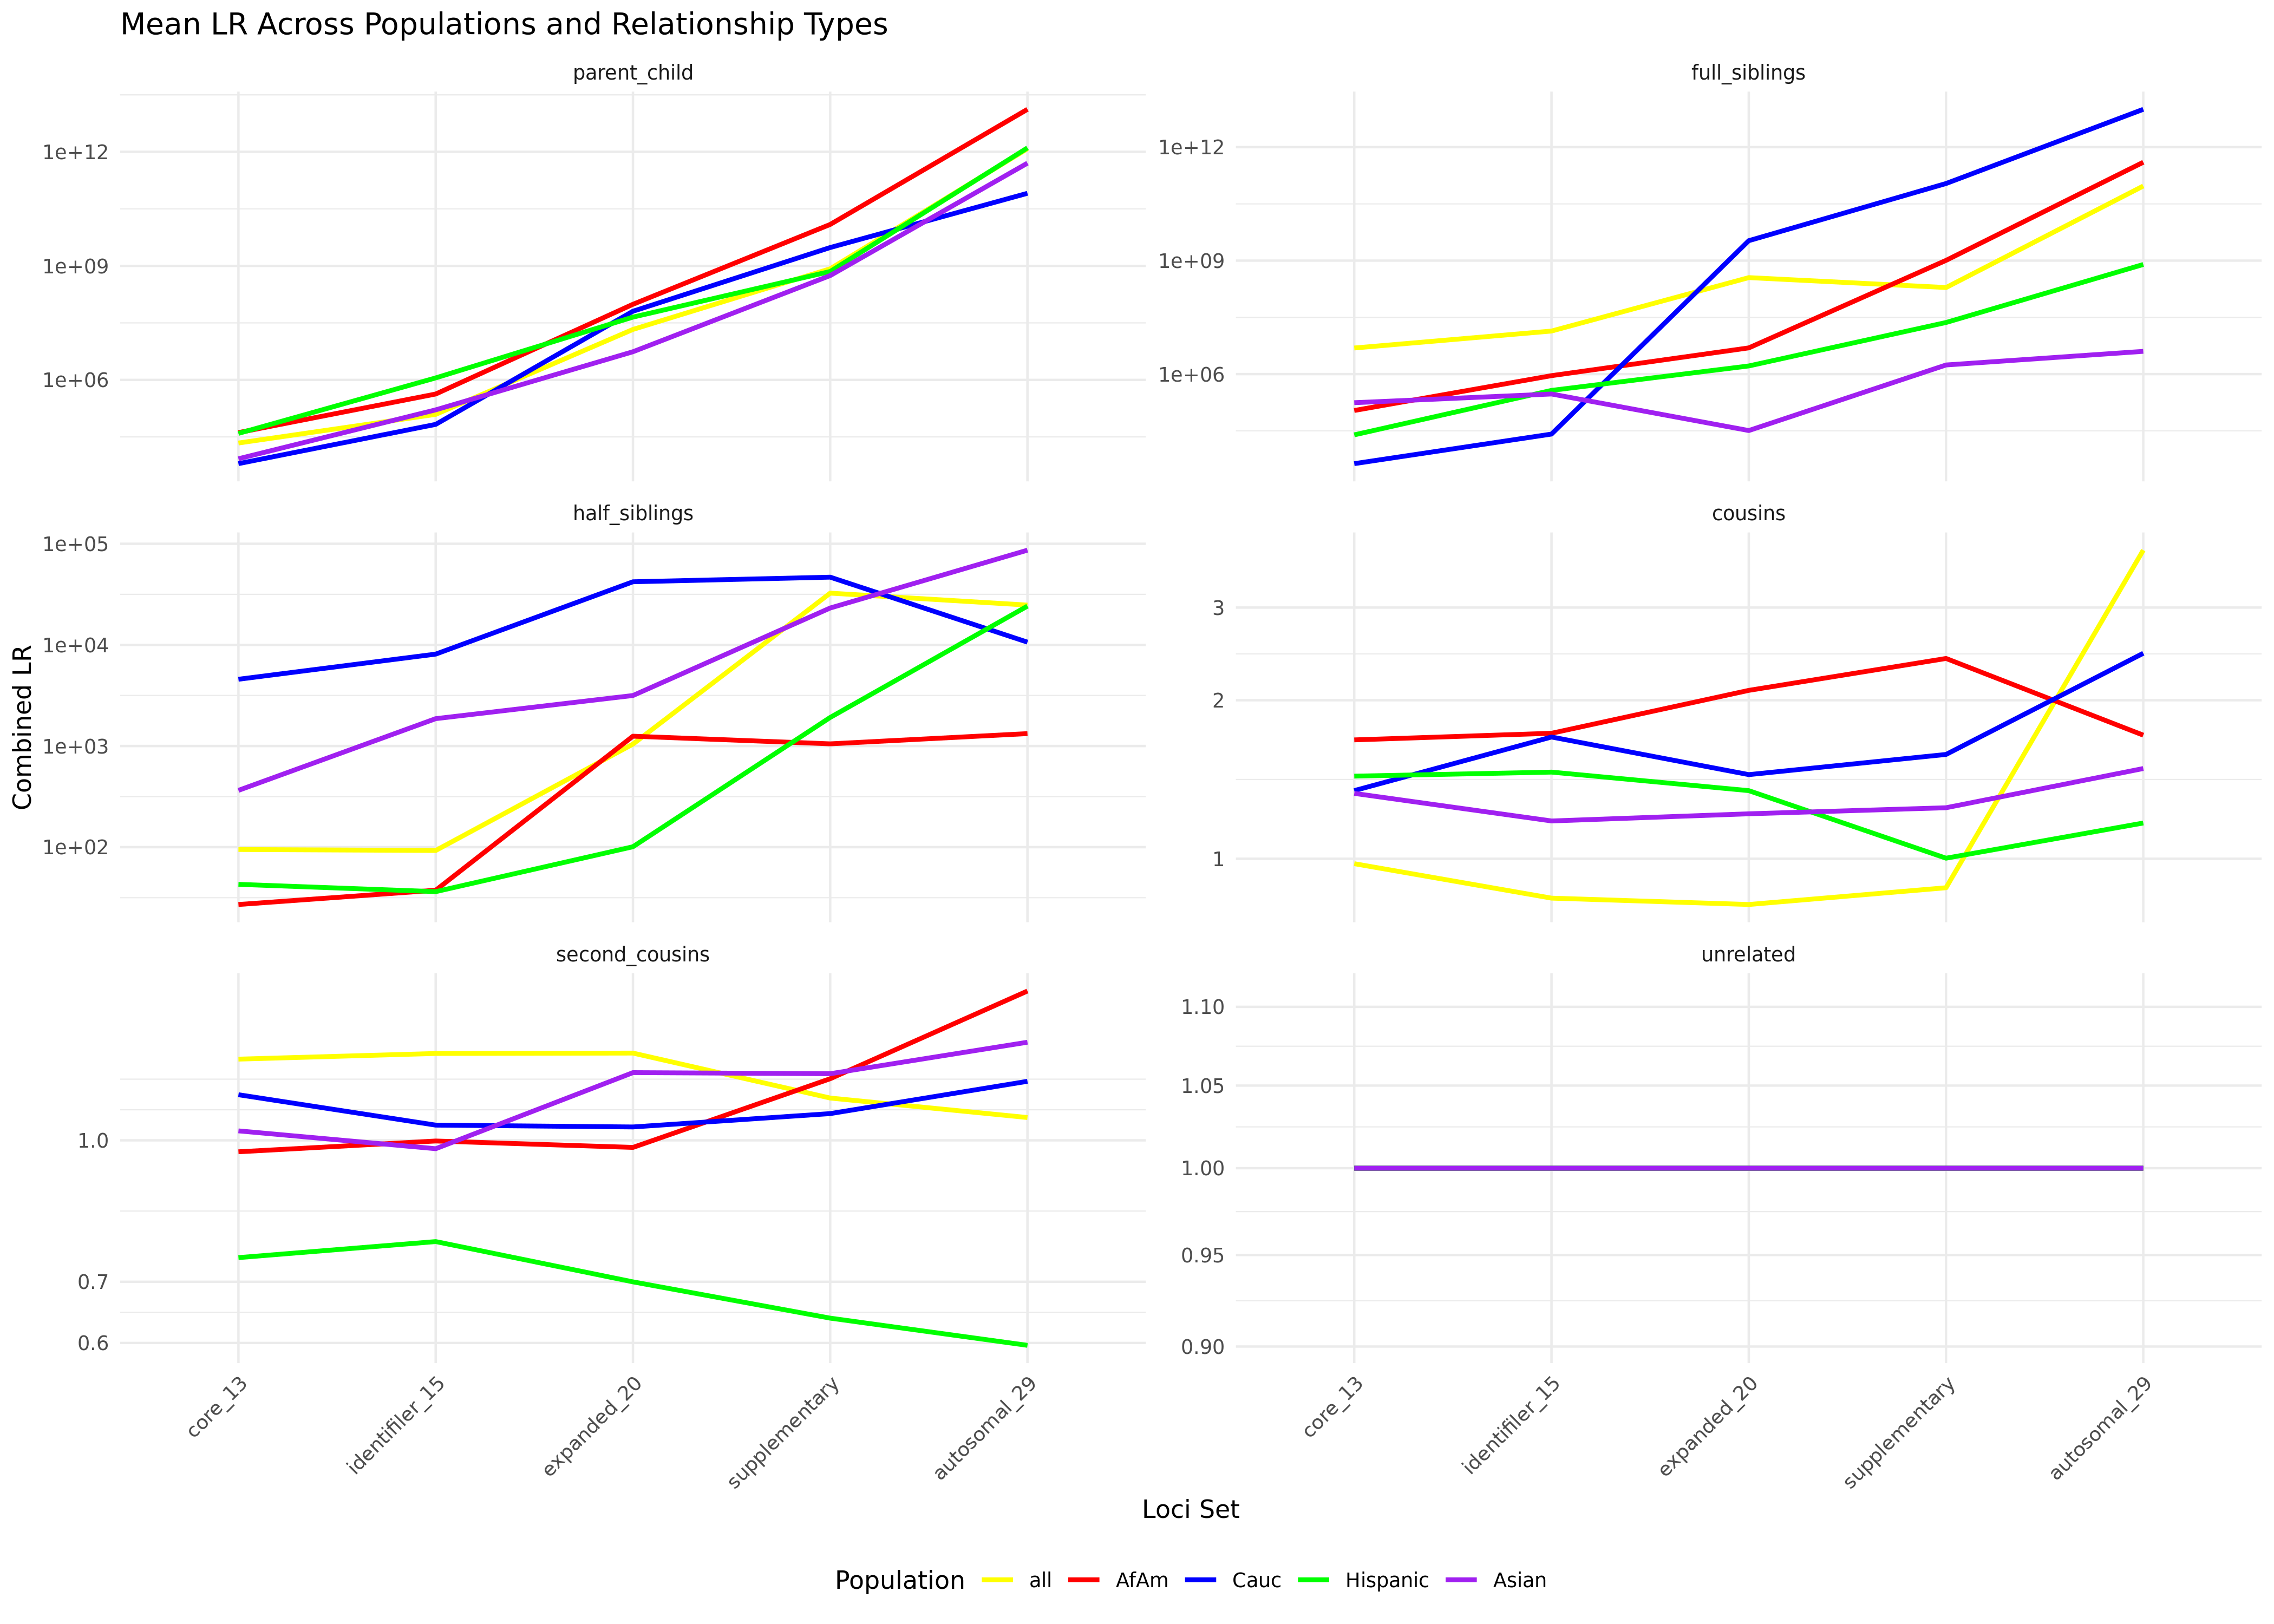 Mean LR Across Populations and Relationship Types
parent_child
full_siblings
1e+12
1e+09
1e+06
1e+12
1e+09
1e+06
half_siblings
cousins
1e+05
1e+04
1e+03
1e+02
3
2
1
Combined LR
second_cousins
unrelated
1.0
0.7
0.6
1.10
1.05
1.00
0.95
0.90
core_13
identifiler_15
expanded_20
supplementary
autosomal_29
core_13
identifiler_15
expanded_20
supplementary
autosomal_29
Loci Set
Population all AfAm Cauc Hispanic Asian